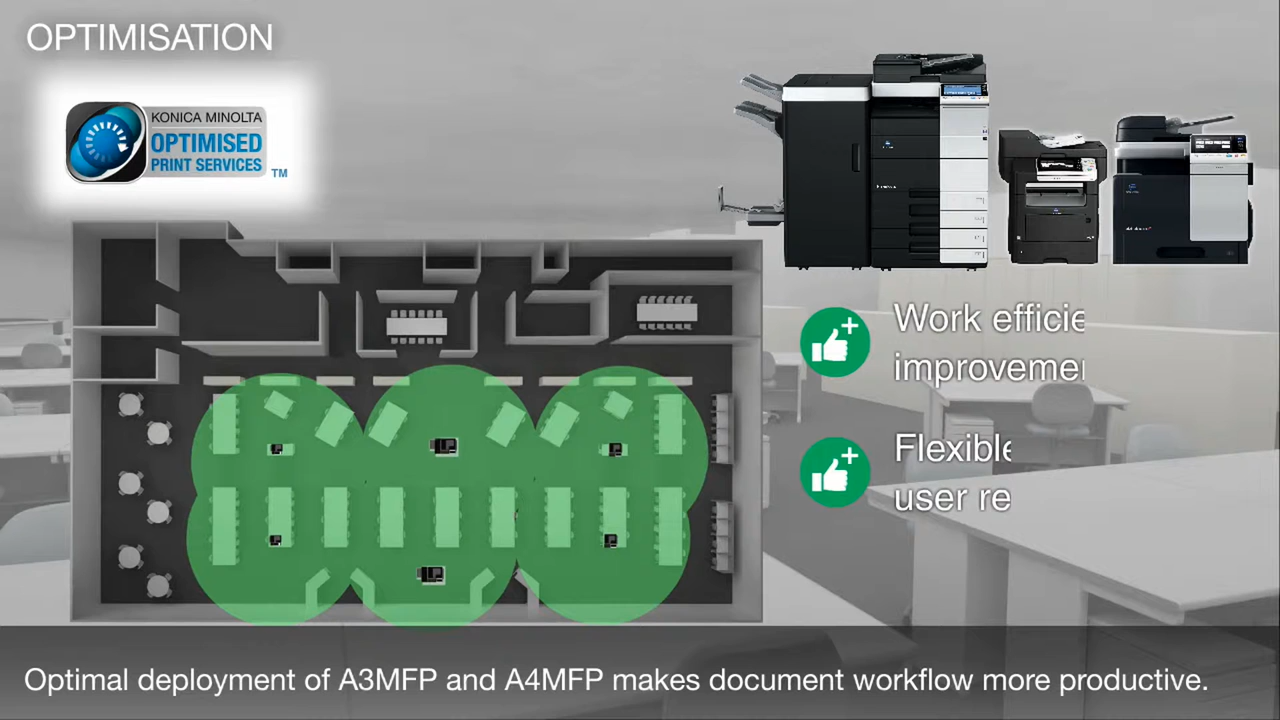 OPTIMISATION
KONICA MINOLTA
OPTIMISED
PRINT SERVICES
TM
Work efficie
improvemen
Flexible
user re
Optimal deployment of A3MFP and A4MFP makes document workflow more productive.